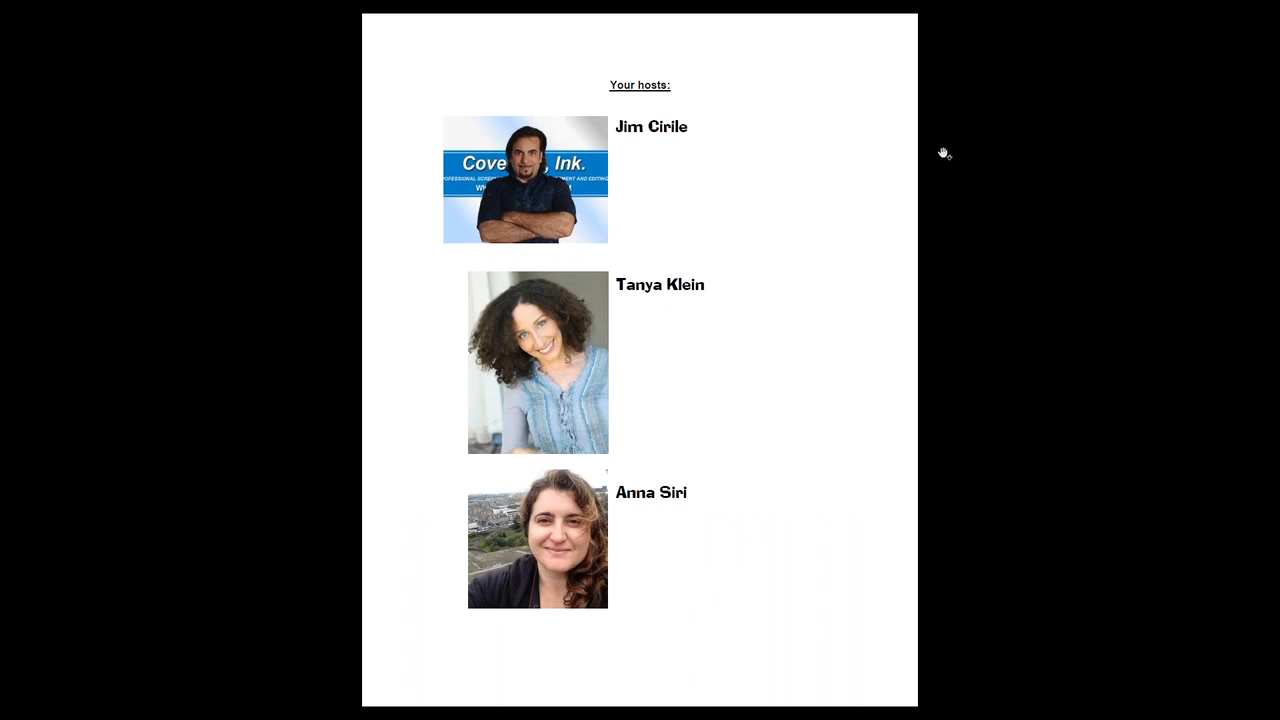 Your hosts:
Jim Cirile
Cove , Ink.
Tanya Klein
Anna Siri